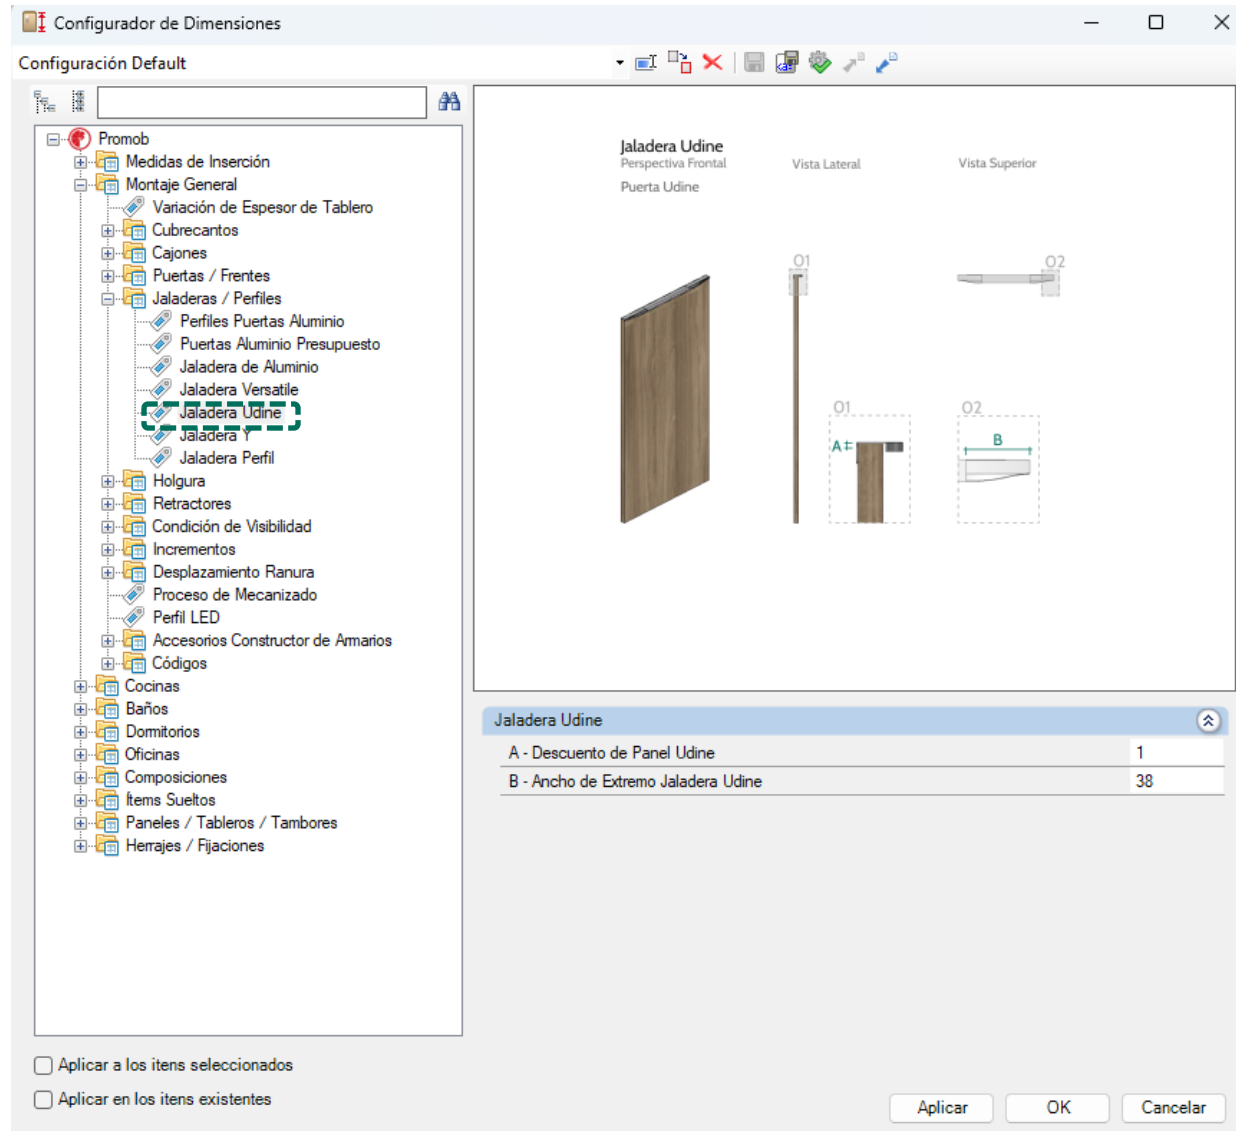 Configurador de Dimensiones
Configuración Default
Promob
Medidas de Inserción
Montaje General
Variación de Espesor de Tablero
Cubrecantos
Cajones
Puertas / Frentes
Jaladeras / Perfiles
Perfiles Puertas Aluminio
Puertas Aluminio Presupuesto
Jaladera de Aluminio
Jaladera Versatile
Jaladera Udine
Jaladera Y
Jaladera Perfil
Holgura
Retractores
Condición de Visibilidad
Incrementos
Desplazamiento Ranura
Proceso de Mecanizado
Perfil LED
Accesorios Constructor de Armarios
Códigos
Cocinas
Baños
Dormitorios
Oficinas
Composiciones
Ítems Sueltos
Paneles / Tableros / Tambores
Herrajes / Fijaciones
Jaladera Udine
Perspectiva Frontal
Vista Lateral
Vista Superior
Puerta Udine
01
02
01
02
A
B
Jaladera Udine
A - Descuento de Panel Udine 1
B - Ancho de Extremo Jaladera Udine 38
Aplicar a los itens seleccionados
Aplicar en los itens existentes
Aplicar
OK
Cancelar